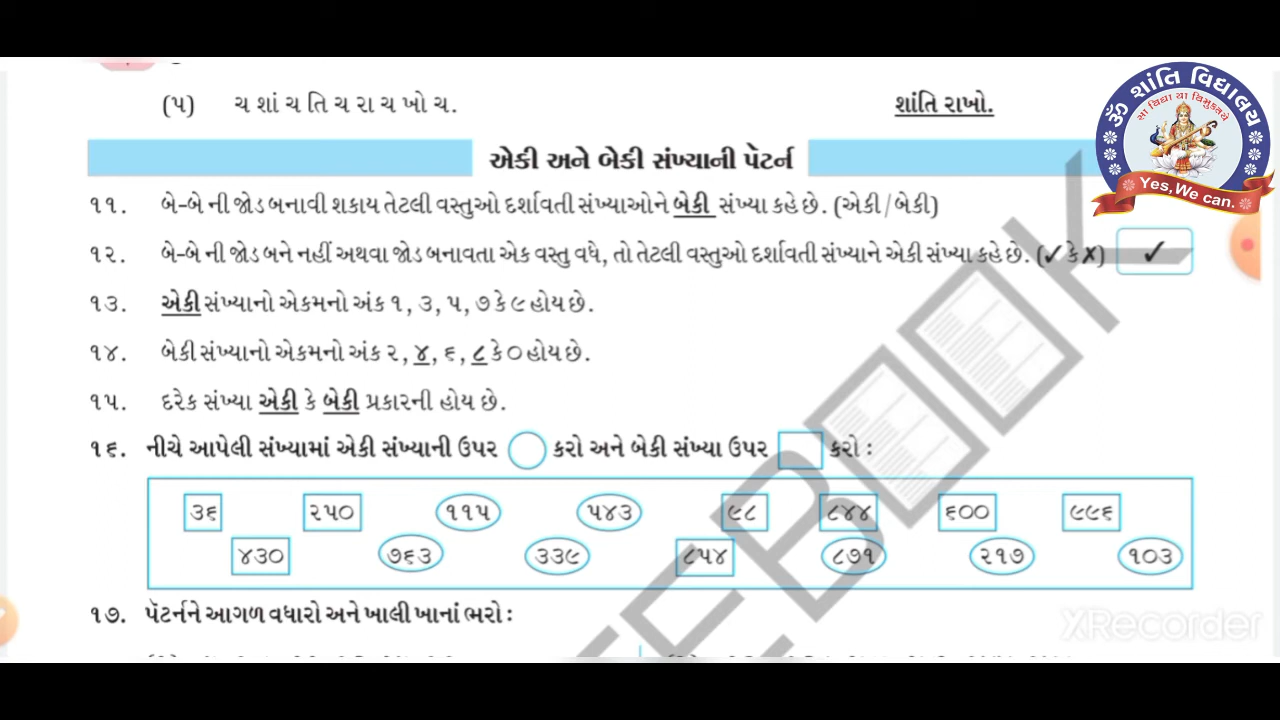 (૫) ચ શાં ચ તિ ચ રા ચ ખો ચ. શાંતિ રાખો.
ૐ શાંતિ વિદ્યાલય
સા વિદ્યા યા વિમુક્તયે
Yes, We can.
એકી અને બેકી સંખ્યાની પેટર્ન
૧૧. બે-બે ની જોડ બનાવી શકાય તેટલી વસ્તુઓ દર્શાવતી સંખ્યાઓને બેકી સંખ્યા કહે છે. (એકી/બેકી)
૧૨. બે-બે ની જોડ બને નહીં અથવા જોડ બનાવતા એક વસ્તુ વધે, તો તેટલી વસ્તુઓ દર્શાવતી સંખ્યાને એકી સંખ્યા કહે છે. (✓ કે ✗) ✓
૧૩. એકી સંખ્યાનો એકમનો અંક ૧, ૩, ૫, ૭ કે ૯ હોય છે.
૧૪. બેકી સંખ્યાનો એકમનો અંક ૨, ૪, ૬, ૮ કે ૦ હોય છે.
૧૫. દરેક સંખ્યા એકી કે બેકી પ્રકારની હોય છે.
૧૬. નીચે આપેલી સંખ્યામાં એકી સંખ્યાની ઉપર કરો અને બેકી સંખ્યા ઉપર કરો :
૩૬ ૨૫૦ ૧૧૫ ૫૪૩ ૯૮ ૮૪૪ ૬૦૦ ૯૯૬
૪૩૦ ૭૬૩ ૩૩૯ ૮૫૪ ૮૭૧ ૨૧૭ ૧૦૩
૧૭. પૅટર્નને આગળ વધારો અને ખાલી ખાનાં ભરો :
XRecorder